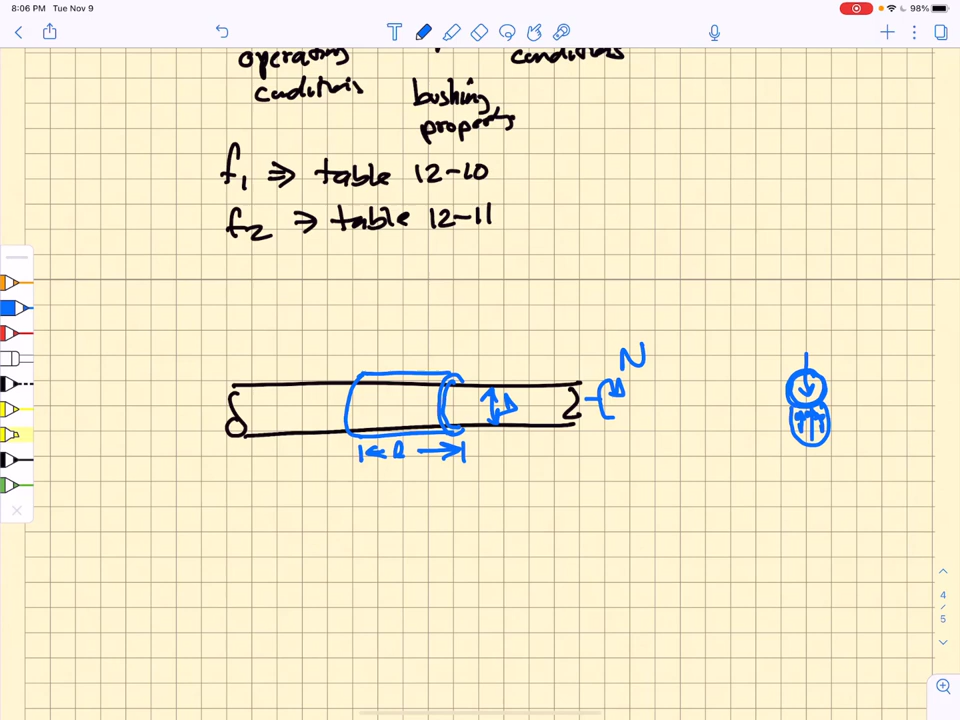 8:06 PM Tue Nov 9
98%
operating
conditions
conditions
bushing
property
f1 ⇒ table 12-10
f2 ⇒ table 12-11
N
D
4
/
5